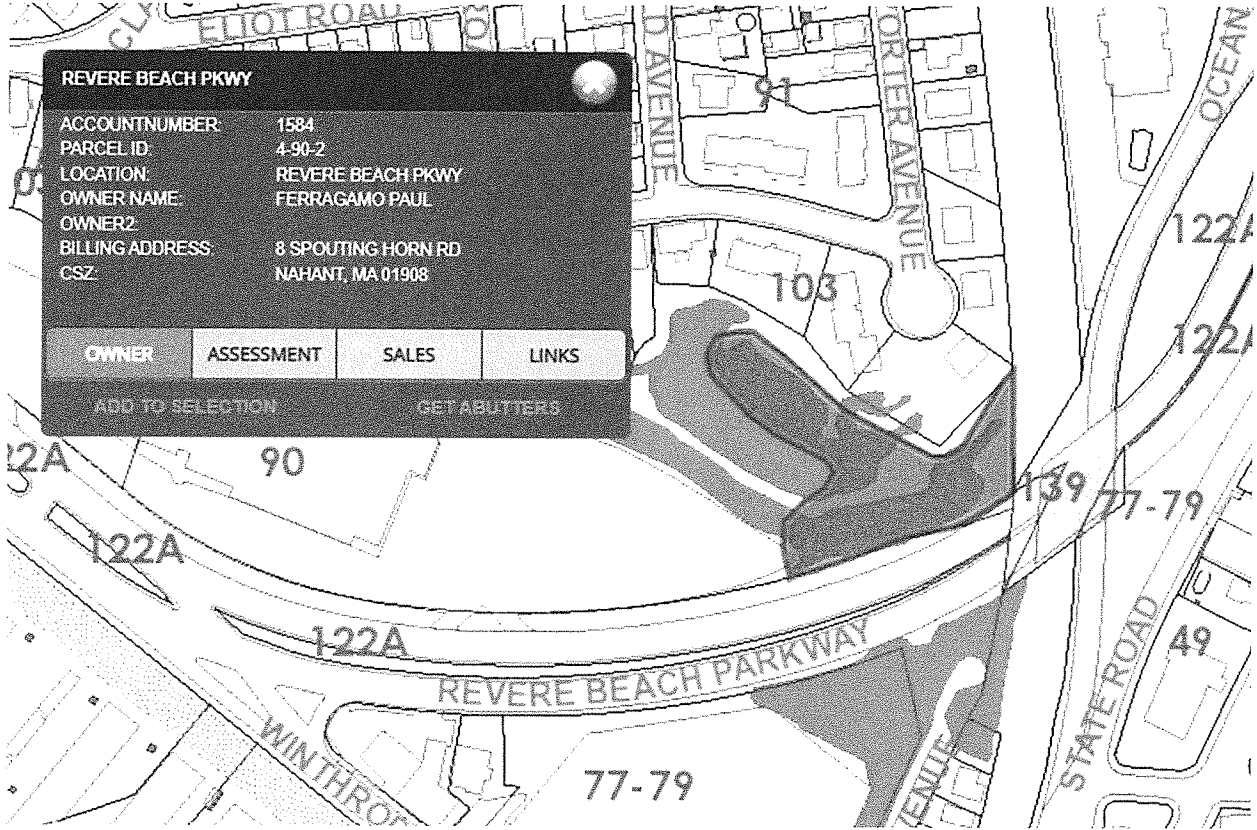 ELIOT ROAD
REVERE BEACH PKWY
ACCOUNTNUMBER: 1584
PARCEL ID: 4-90-2
LOCATION: REVERE BEACH PKWY
OWNER NAME: FERRAGAMO PAUL
OWNER2:
BILLING ADDRESS: 8 SPOUTING HORN RD
CSZ: NAHANT, MA 01908
OWNER ASSESSMENT SALES LINKS
ADD TO SELECTION GET ABUTTERS
D AVENUE
91
ORTER AVENUE
OCEAN
122A
103
122A
22A
90
139
77-79
122A
122A
REVERE BEACH PARKWAY
STATE ROAD
49
WINTHRO
77-79
VENUE